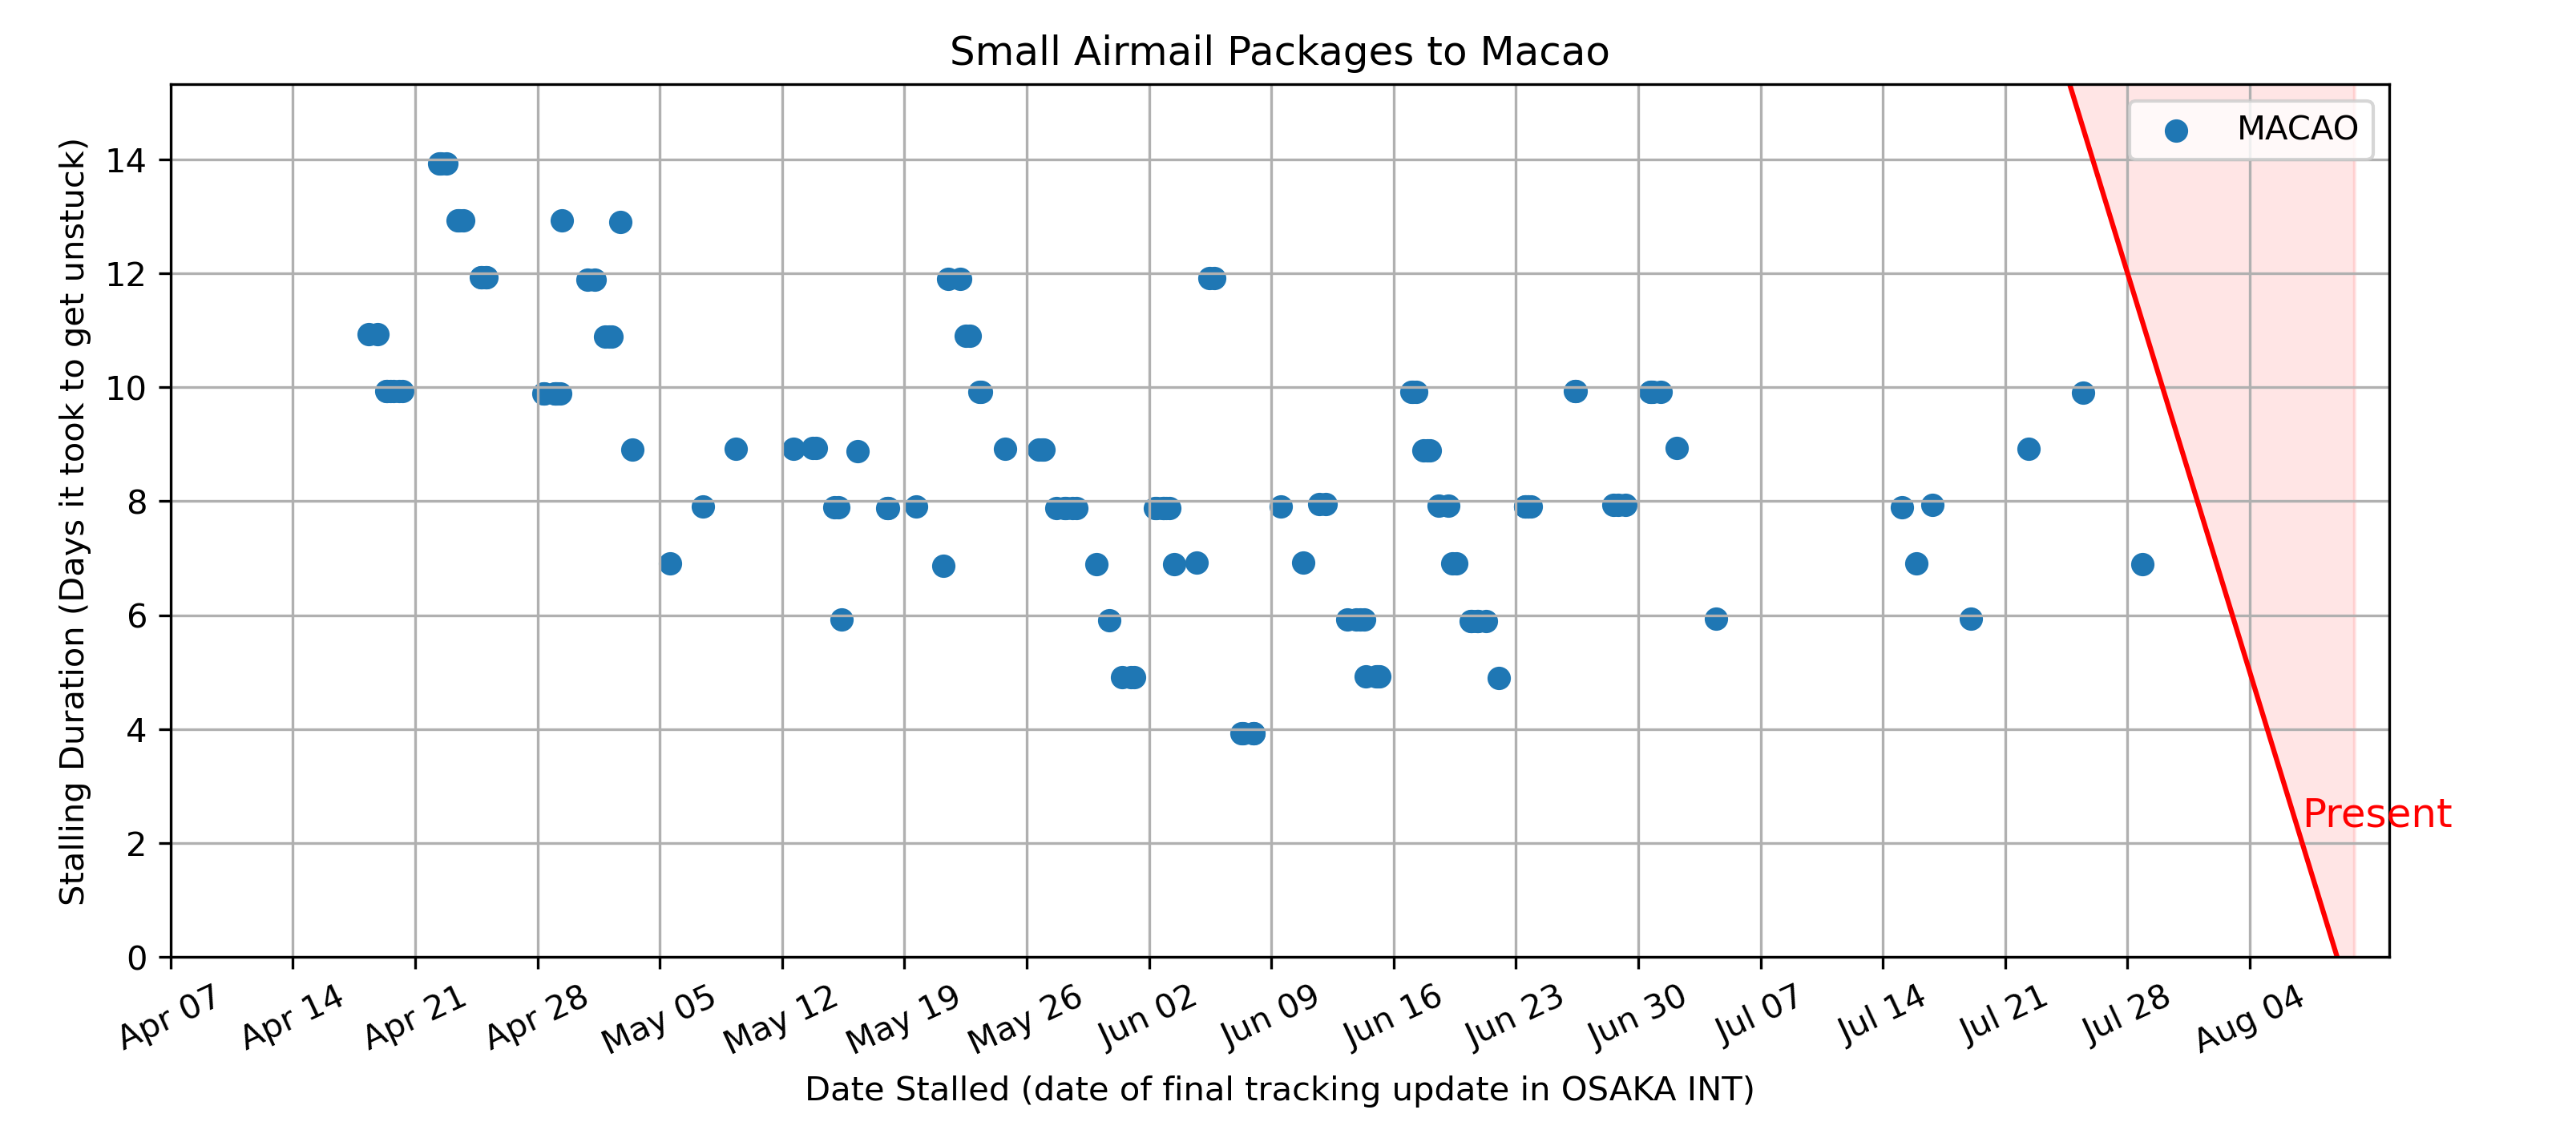 Small Airmail Packages to Macao
MACAO
Stalling Duration (Days it took to get unstuck)
14
12
10
8
6
4
2
0
Present
Apr 07
Apr 14
Apr 21
Apr 28
May 05
May 12
May 19
May 26
Jun 02
Jun 09
Jun 16
Jun 23
Jun 30
Jul 07
Jul 14
Jul 21
Jul 28
Aug 04
Date Stalled (date of final tracking update in OSAKA INT)